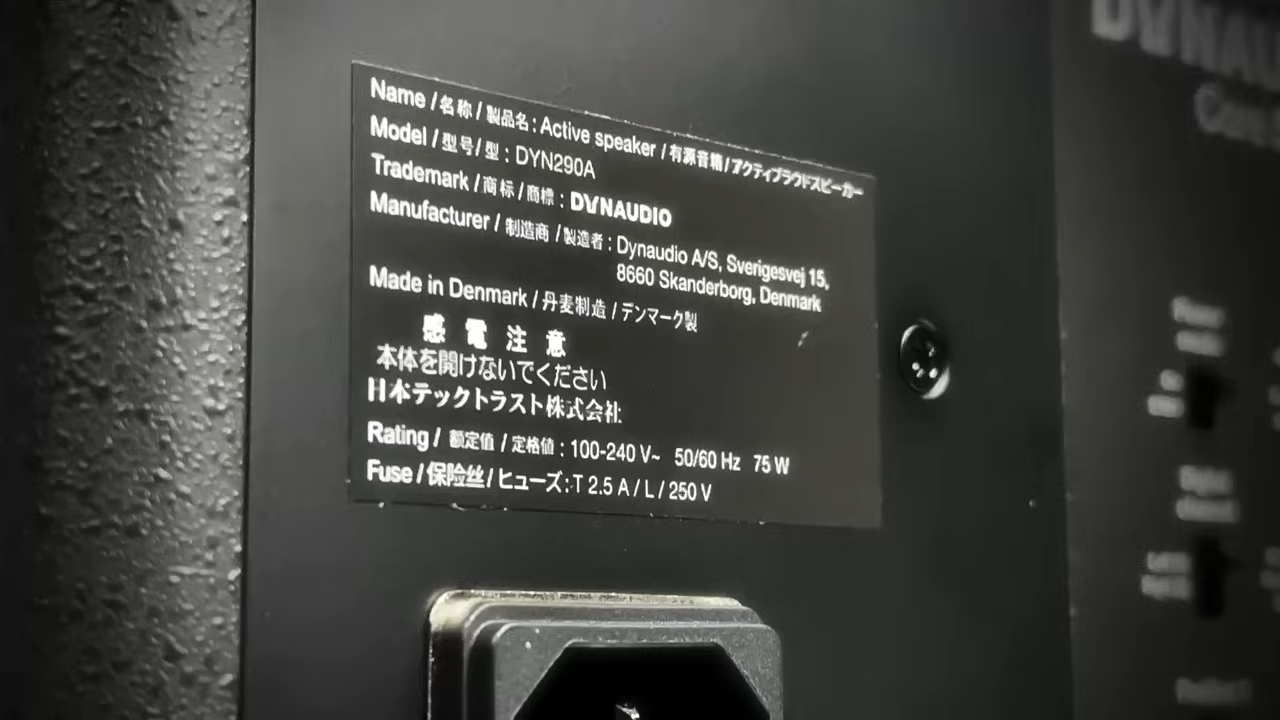 Name / 名称 / 製品名 : Active speaker / 有源音箱 / アクティブラウドスピーカー
Model / 型号 / 型 : DYN290A
Trademark / 商标 / 商標 : DYNAUDIO
Manufacturer / 制造商 / 製造者 : Dynaudio A/S, Sverigesvej 15,
8660 Skanderborg, Denmark
Made in Denmark / 丹麦制造 / デンマーク製
感電注意
本体を開けないでください
日本テックトラスト株式会社
Rating / 额定值 / 定格値 : 100-240 V~ 50/60 Hz 75 W
Fuse / 保险丝 / ヒューズ : T 2.5 A / L / 250 V
DYNAU